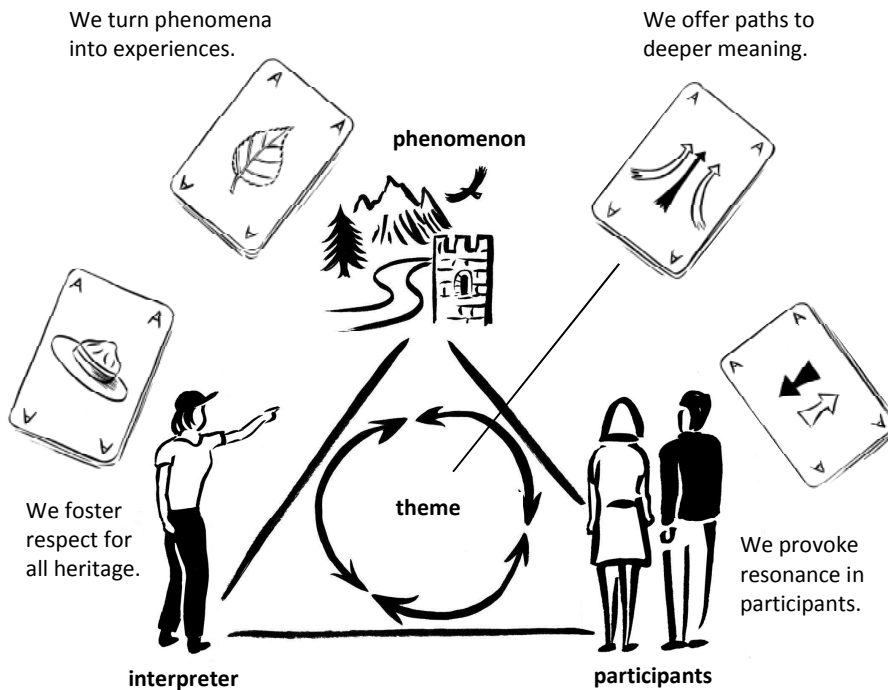 We turn phenomena
into experiences.
We offer paths to
deeper meaning.
A
A
A
A
A
A
A
A
phenomenon
A
A
A
A
A
A
A
A
We foster
respect for
all heritage.
theme
We provoke
resonance in
participants.
interpreter
participants